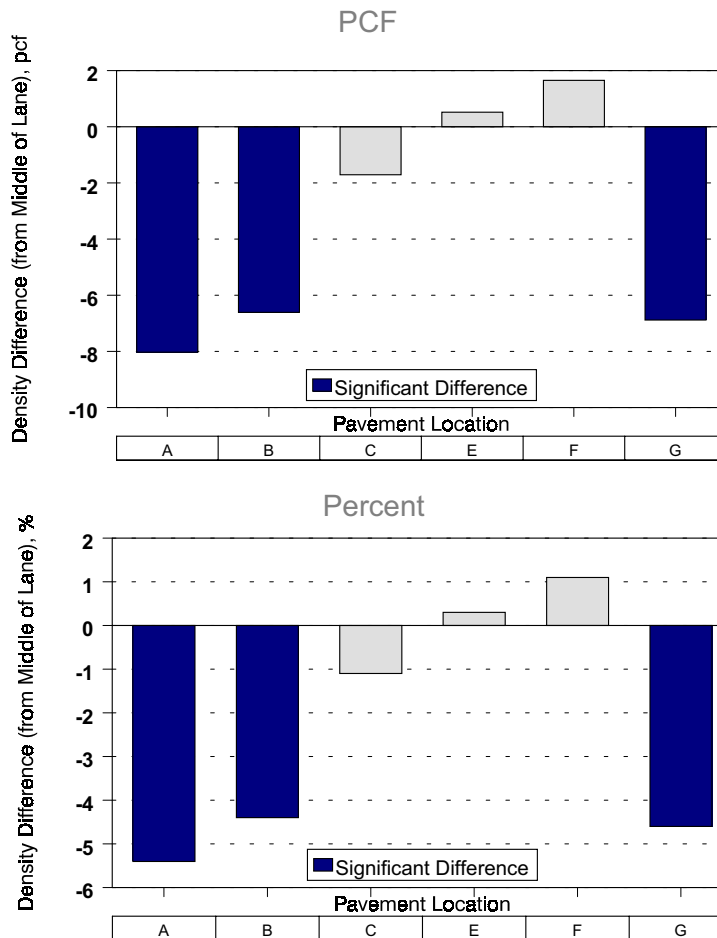 PCF
Density Difference (from Middle of Lane), pcf
2
0
-2
-4
-6
-8
-10
Significant Difference
Pavement Location
A B C E F G
Percent
Density Difference (from Middle of Lane), %
2
1
0
-1
-2
-3
-4
-5
-6
Significant Difference
Pavement Location
A B C E F G